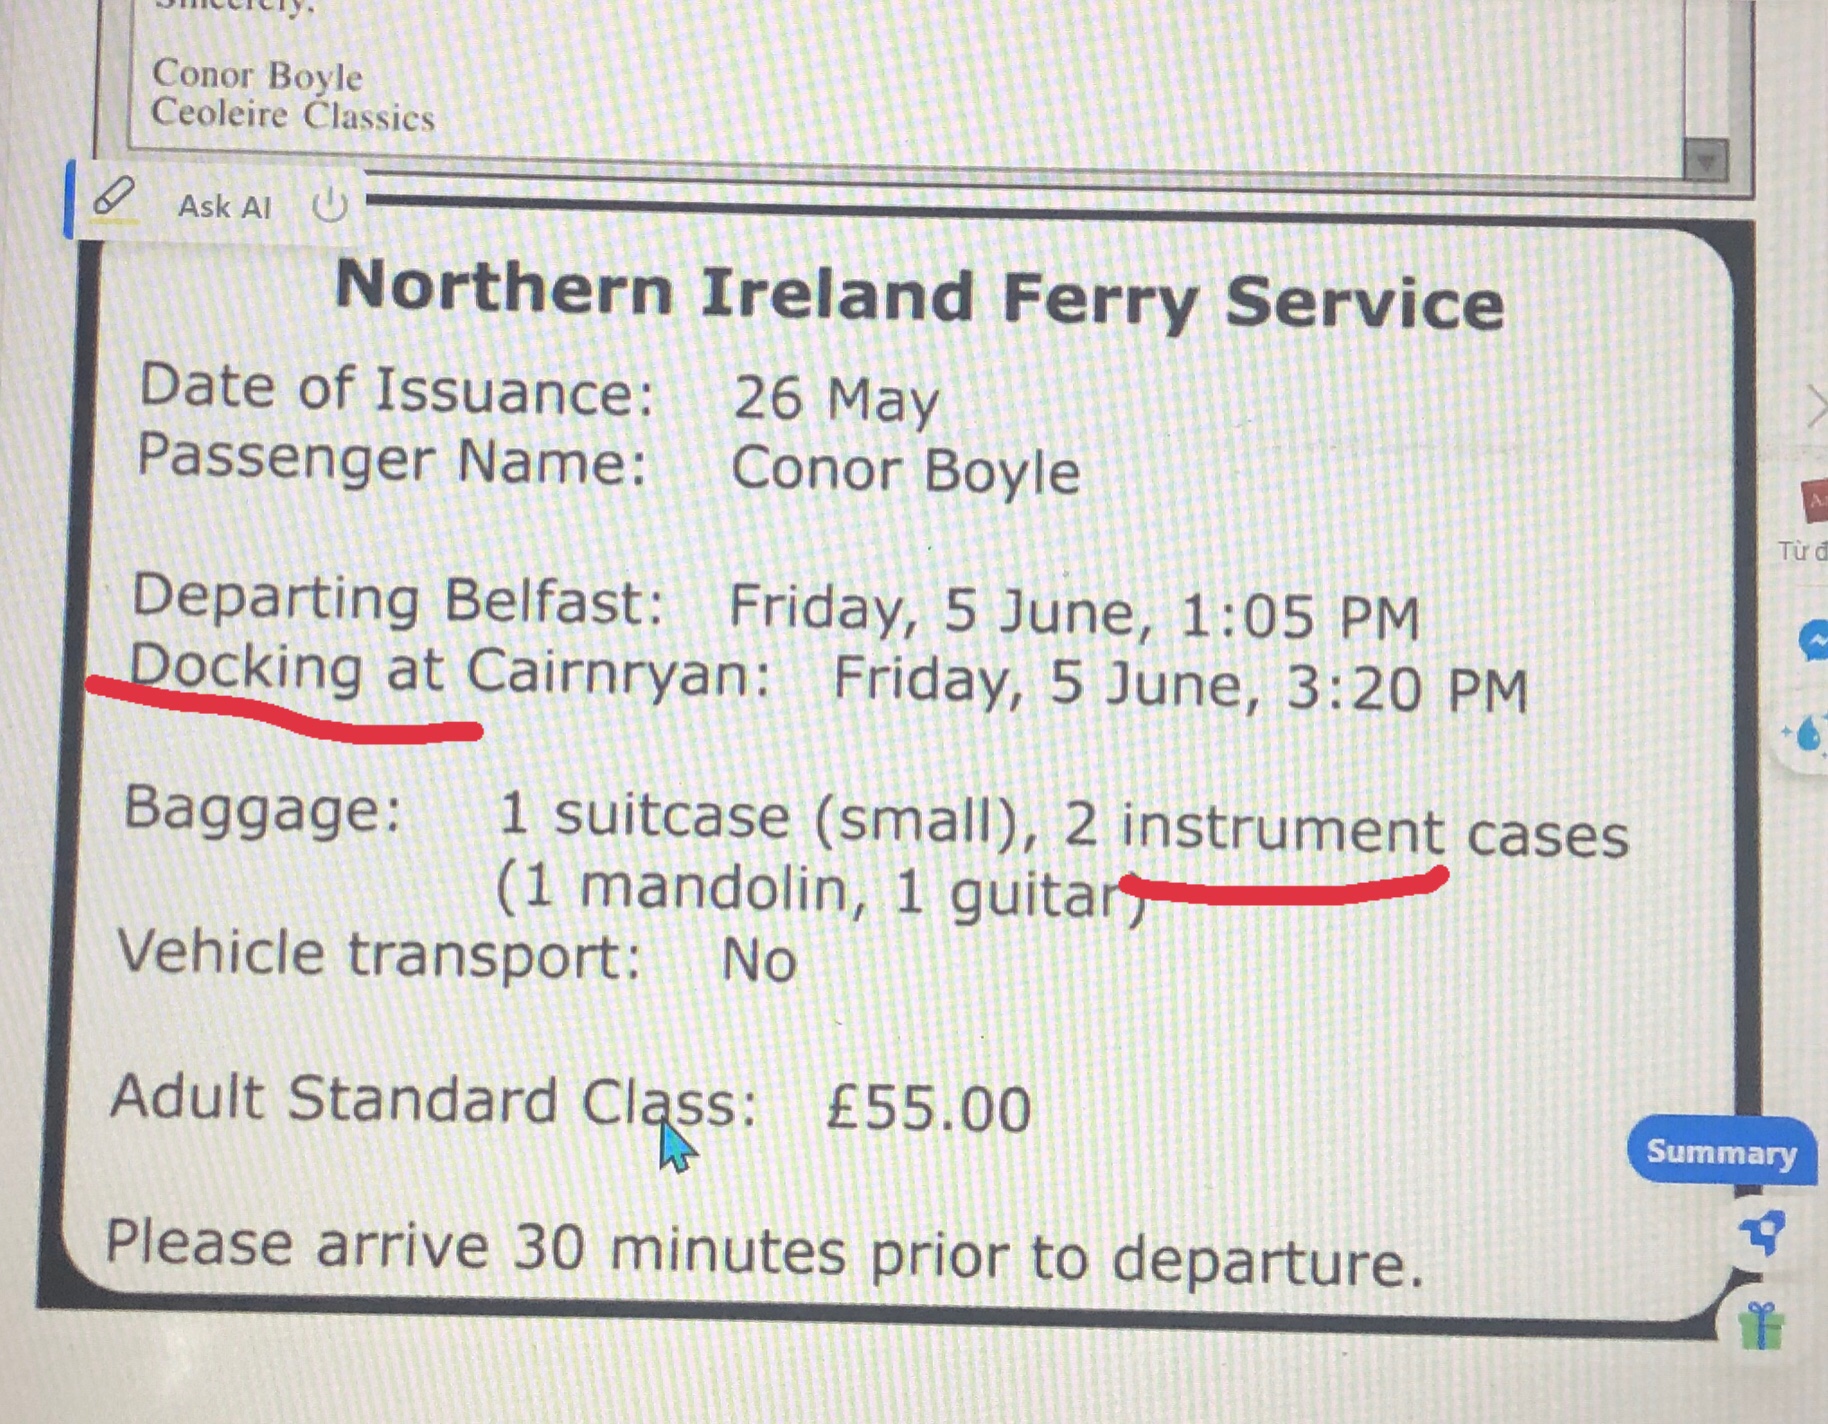 Sincerely,
Conor Boyle
Ceoleire Classics
Ask AI
Northern Ireland Ferry Service
Date of Issuance: 26 May
Passenger Name: Conor Boyle
Departing Belfast: Friday, 5 June, 1:05 PM
Docking at Cairnryan: Friday, 5 June, 3:20 PM
Baggage: 1 suitcase (small), 2 instrument cases
(1 mandolin, 1 guitar)
Vehicle transport: No
Adult Standard Class: £55.00
Please arrive 30 minutes prior to departure.
Từ
Summary